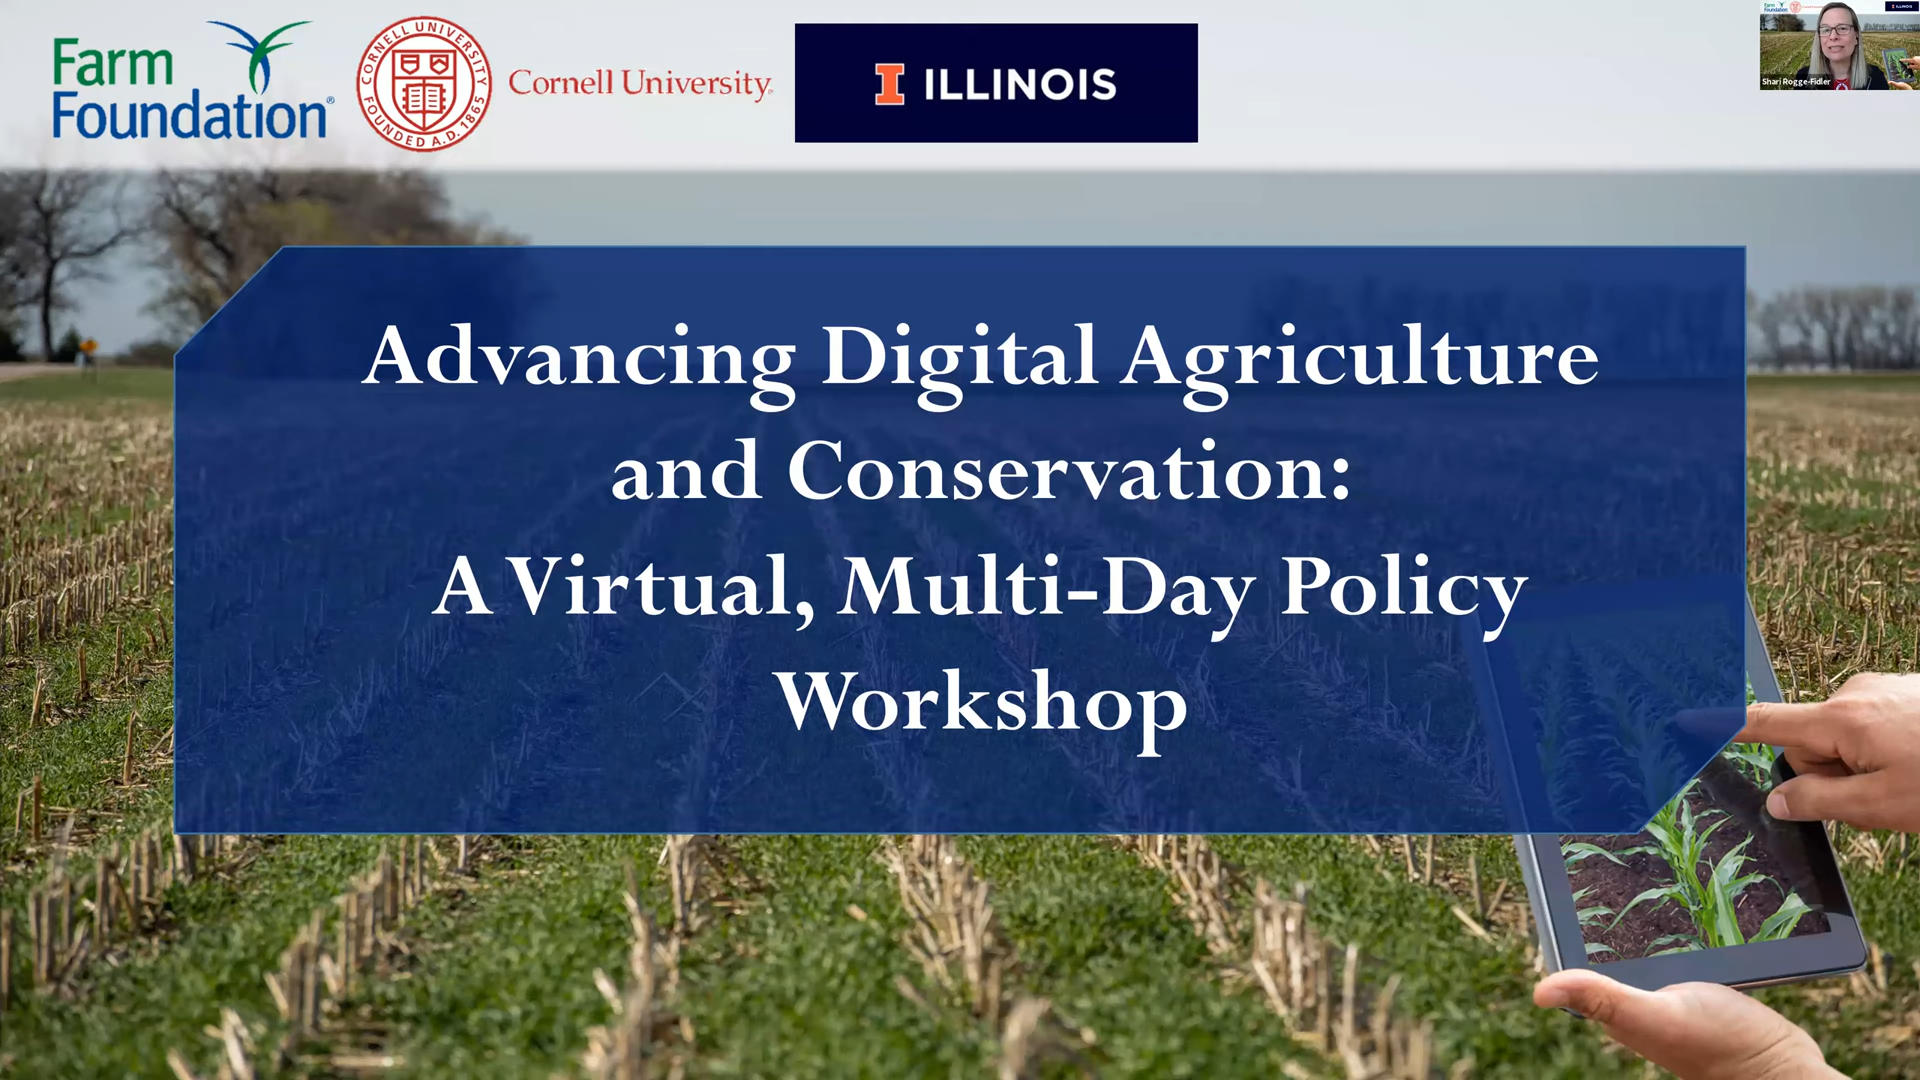 Farm
Foundation®
CORNELL UNIVERSITY
FOUNDED A.D. 1865
Cornell University®
I ILLINOIS
Shari Rogge-Fidler
Advancing Digital Agriculture
and Conservation:
A Virtual, Multi-Day Policy
Workshop